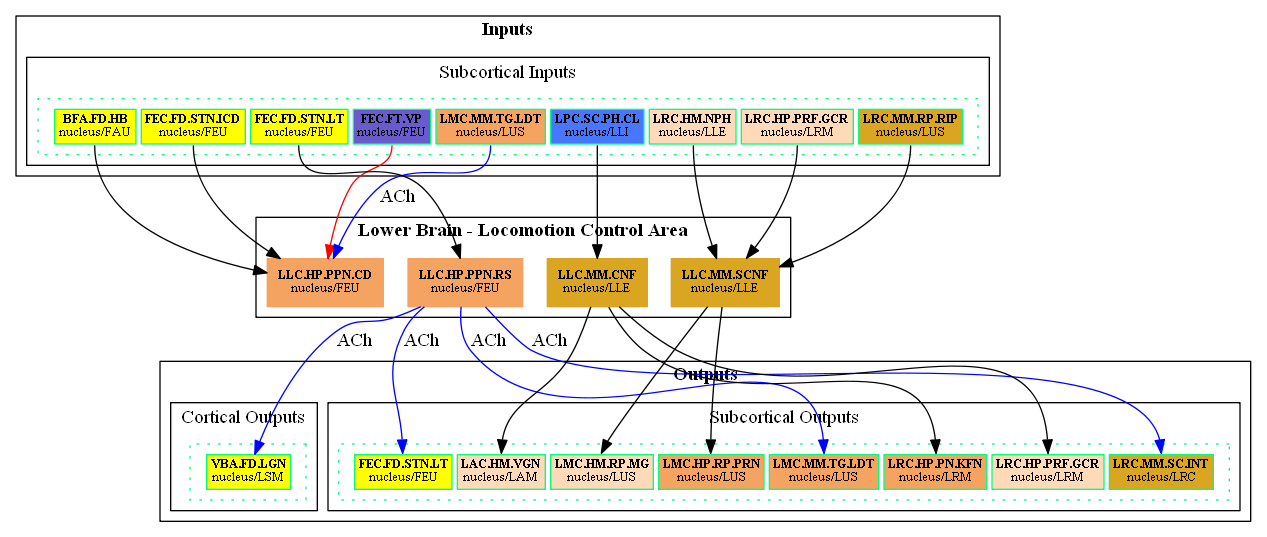 Inputs
Subcortical Inputs
BFA.FD.HB
nucleus/FAU
FEC.FD.STN.ICD
nucleus/FEU
FEC.FD.STN.LT
nucleus/FEU
FEC.FT.VP
nucleus/FEU
LMC.MM.TG.LDT
nucleus/LUS
LPC.SC.PH.CL
nucleus/LLI
LRC.HM.NPH
nucleus/LLE
LRC.HP.PRF.GCR
nucleus/LRM
LRC.MM.RP.RIP
nucleus/LUS
ACh
Lower Brain - Locomotion Control Area
LLC.HP.PPN.CD
nucleus/FEU
LLC.HP.PPN.RS
nucleus/FEU
LLC.MM.CNF
nucleus/LLE
LLC.MM.SCNF
nucleus/LLE
ACh
ACh
ACh
ACh
Outputs
Cortical Outputs
VBA.FD.LGN
nucleus/LSM
Subcortical Outputs
FEC.FD.STN.LT
nucleus/FEU
LAC.HM.VGN
nucleus/LAM
LMC.HM.RP.MG
nucleus/LUS
LMC.HP.RP.PRN
nucleus/LUS
LMC.MM.TG.LDT
nucleus/LUS
LRC.HP.PN.KFN
nucleus/LRM
LRC.HP.PRF.GCR
nucleus/LRM
LRC.MM.SC.INT
nucleus/LRC